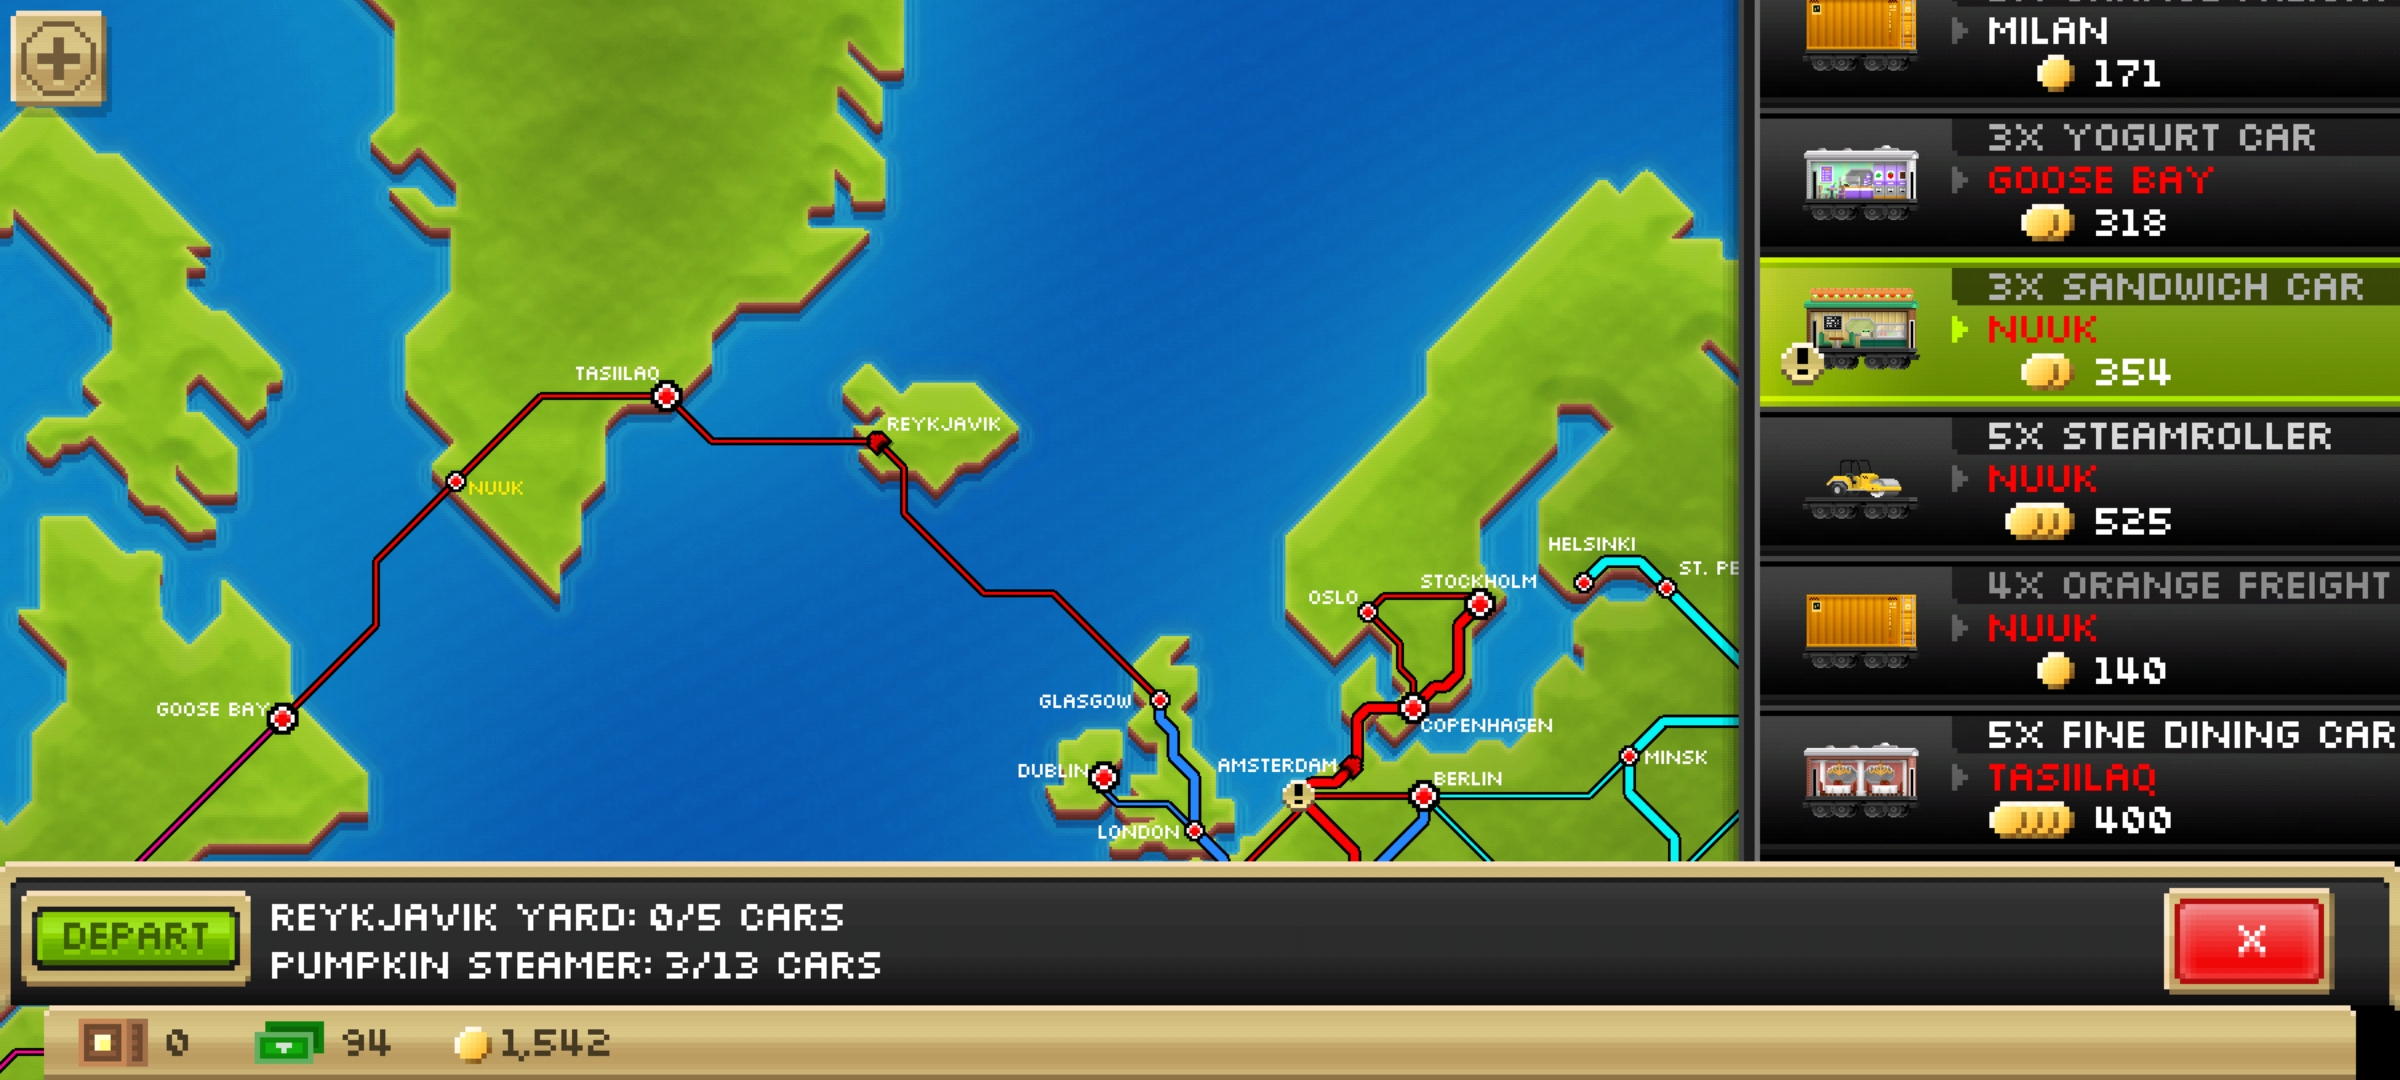 MILAN
171
3X YOGURT CAR
GOOSE BAY
318
3X SANDWICH CAR
NUUK
354
5X STEAMROLLER
NUUK
525
4X ORANGE FREIGHT
NUUK
140
5X FINE DINING CAR
TASIILAQ
400
TASIILAQ
REYKJAVIK
NUUK
HELSINKI
ST. PE
STOCKHOLM
OSLO
GLASGOW
GOOSE BAY
COPENHAGEN
MINSK
AMSTERDAM
BERLIN
DUBLIN
LONDON
DEPART
REYKJAVIK YARD: 0/5 CARS
PUMPKIN STEAMER: 3/13 CARS
X
0
94
1,542